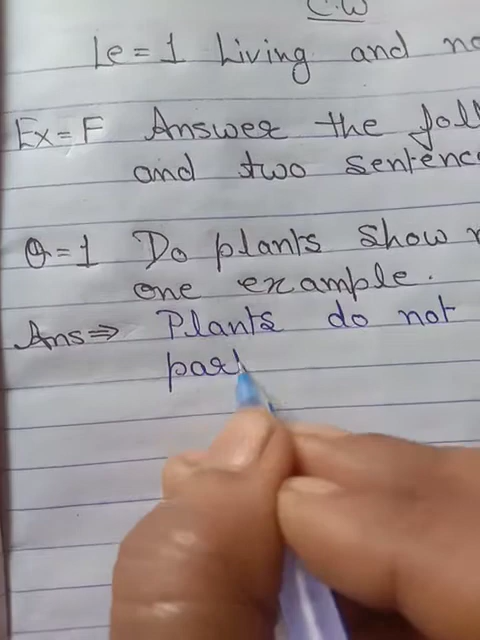 C.W
Le = 1 Living and
Ex = F Answer the
and two sentence
Q = 1 Do plants show
one example.
Ans ⇒ Plants do not